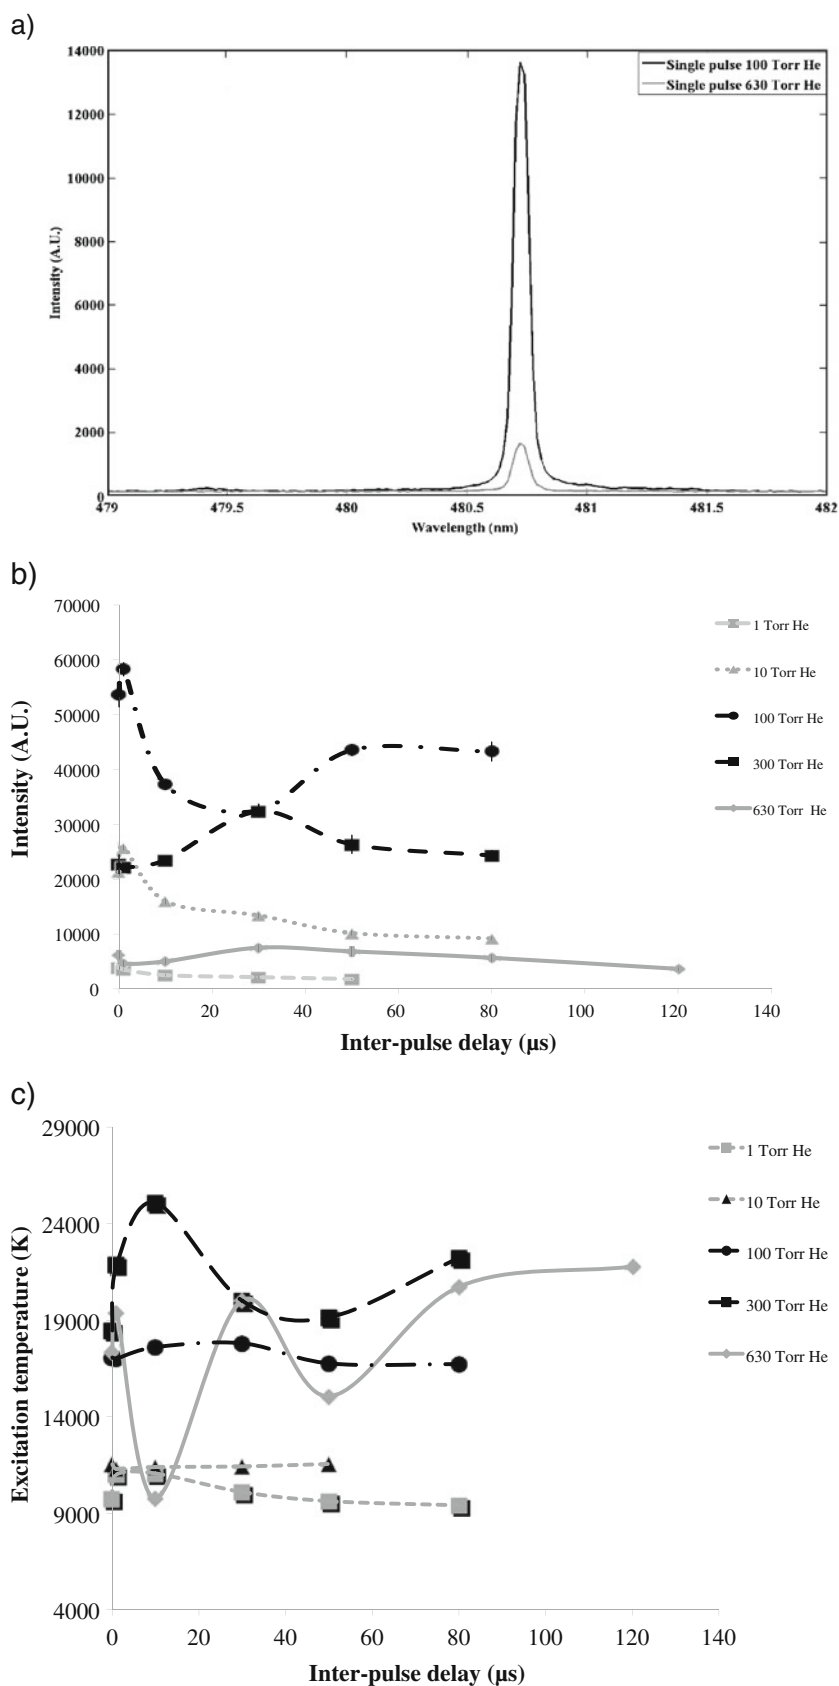 a)
14000
12000
10000
8000
6000
4000
2000
0
Intensity (A.U.)
Single pulse 100 Torr He
Single pulse 630 Torr He
479 479.5 480 480.5 481 481.5 482
Wavelength (nm)
b)
70000
60000
50000
40000
30000
20000
10000
0
Intensity (A.U.)
1 Torr He
10 Torr He
100 Torr He
300 Torr He
630 Torr He
0 20 40 60 80 100 120 140
Inter-pulse delay (µs)
c)
29000
24000
19000
14000
9000
4000
Excitation temperature (K)
1 Torr He
10 Torr He
100 Torr He
300 Torr He
630 Torr He
0 20 40 60 80 100 120 140
Inter-pulse delay (µs)